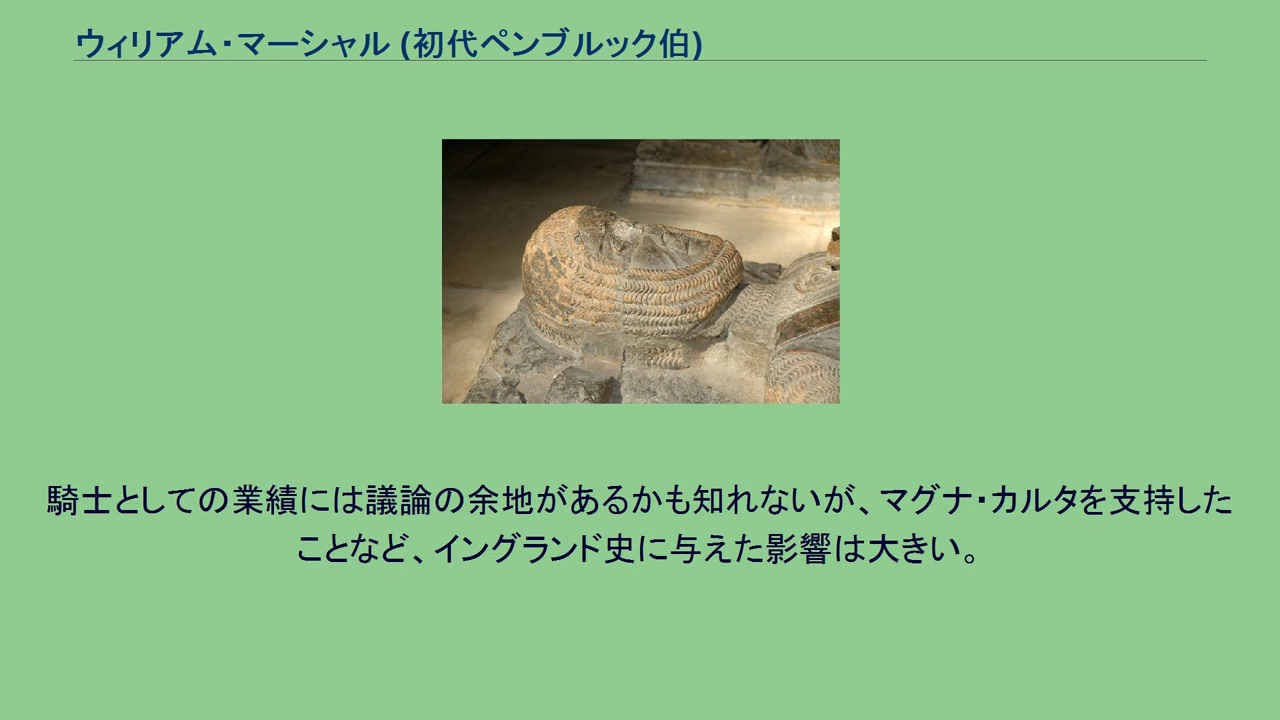 ウィリアム・マーシャル (初代ペンブルック伯)
騎士としての業績には議論の余地があるかも知れないが、マグナ・カルタを支持した
ことなど、イングランド史に与えた影響は大きい。